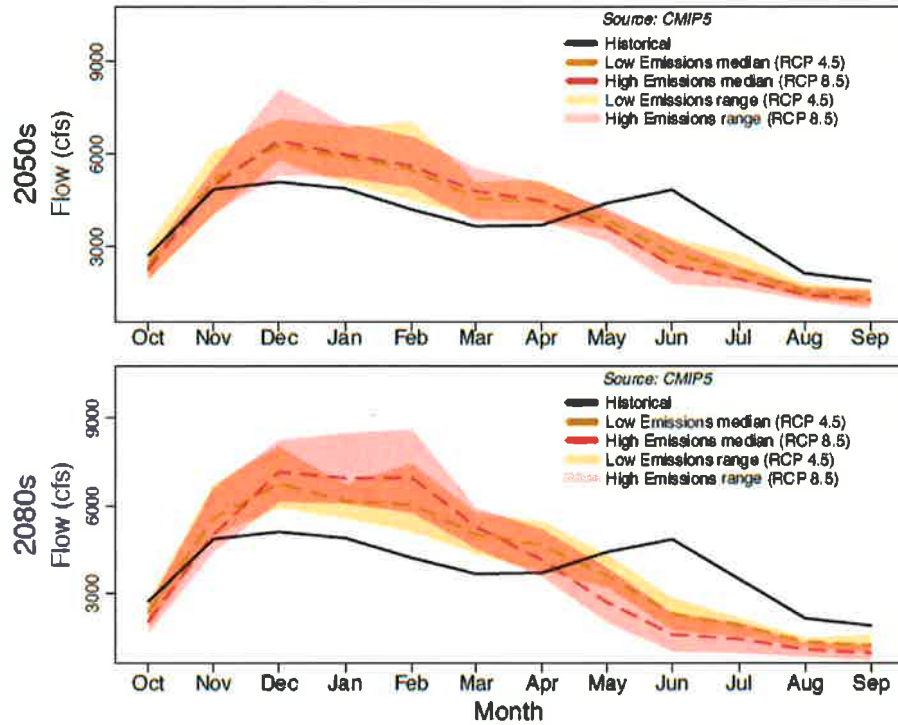 Source: CMIP5
Historical
Low Emissions median (RCP 4.5)
High Emissions median (RCP 8.5)
Low Emissions range (RCP 4.5)
High Emissions range (RCP 8.5)
2050s
Flow (cfs)
9000
6000
3000
Oct Nov Dec Jan Feb Mar Apr May Jun Jul Aug Sep
Source: CMIP5
Historical
Low Emissions median (RCP 4.5)
High Emissions median (RCP 8.5)
Low Emissions range (RCP 4.5)
High Emissions range (RCP 8.5)
2080s
Flow (cfs)
9000
6000
3000
Oct Nov Dec Jan Feb Mar Apr May Jun Jul Aug Sep
Month